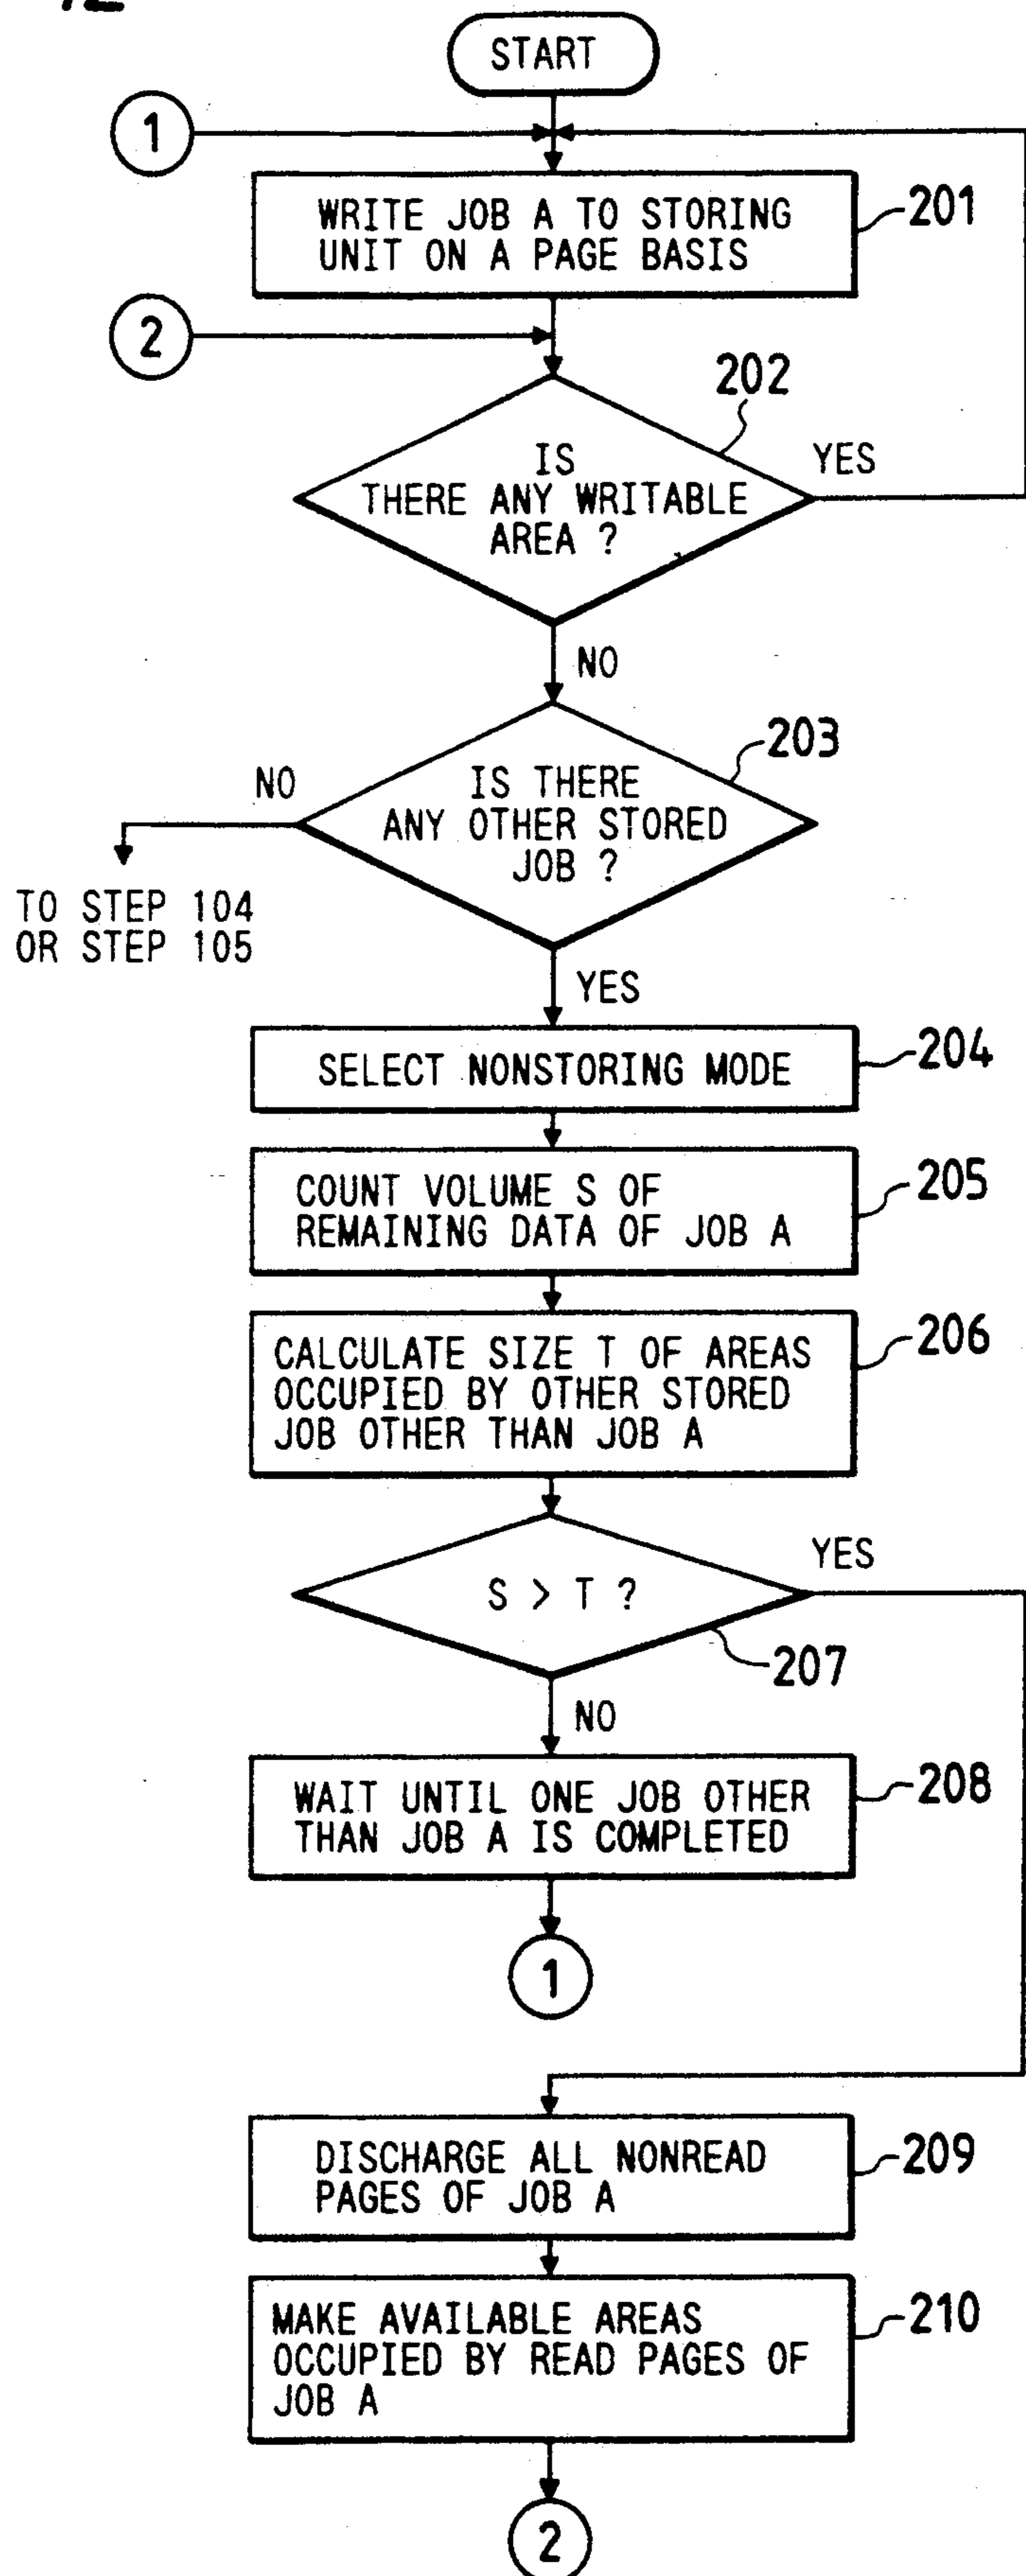 START
1
WRITE JOB A TO STORING
UNIT ON A PAGE BASIS
201
2
202
IS
THERE ANY WRITABLE
AREA ?
YES
NO
203
IS THERE
ANY OTHER STORED
JOB ?
NO
TO STEP 104
OR STEP 105
YES
SELECT NONSTORING MODE
204
COUNT VOLUME S OF
REMAINING DATA OF JOB A
205
CALCULATE SIZE T OF AREAS
OCCUPIED BY OTHER STORED
JOB OTHER THAN JOB A
206
S > T ?
YES
207
NO
WAIT UNTIL ONE JOB OTHER
THAN JOB A IS COMPLETED
208
1
DISCHARGE ALL NONREAD
PAGES OF JOB A
209
MAKE AVAILABLE AREAS
OCCUPIED BY READ PAGES OF
JOB A
210
2